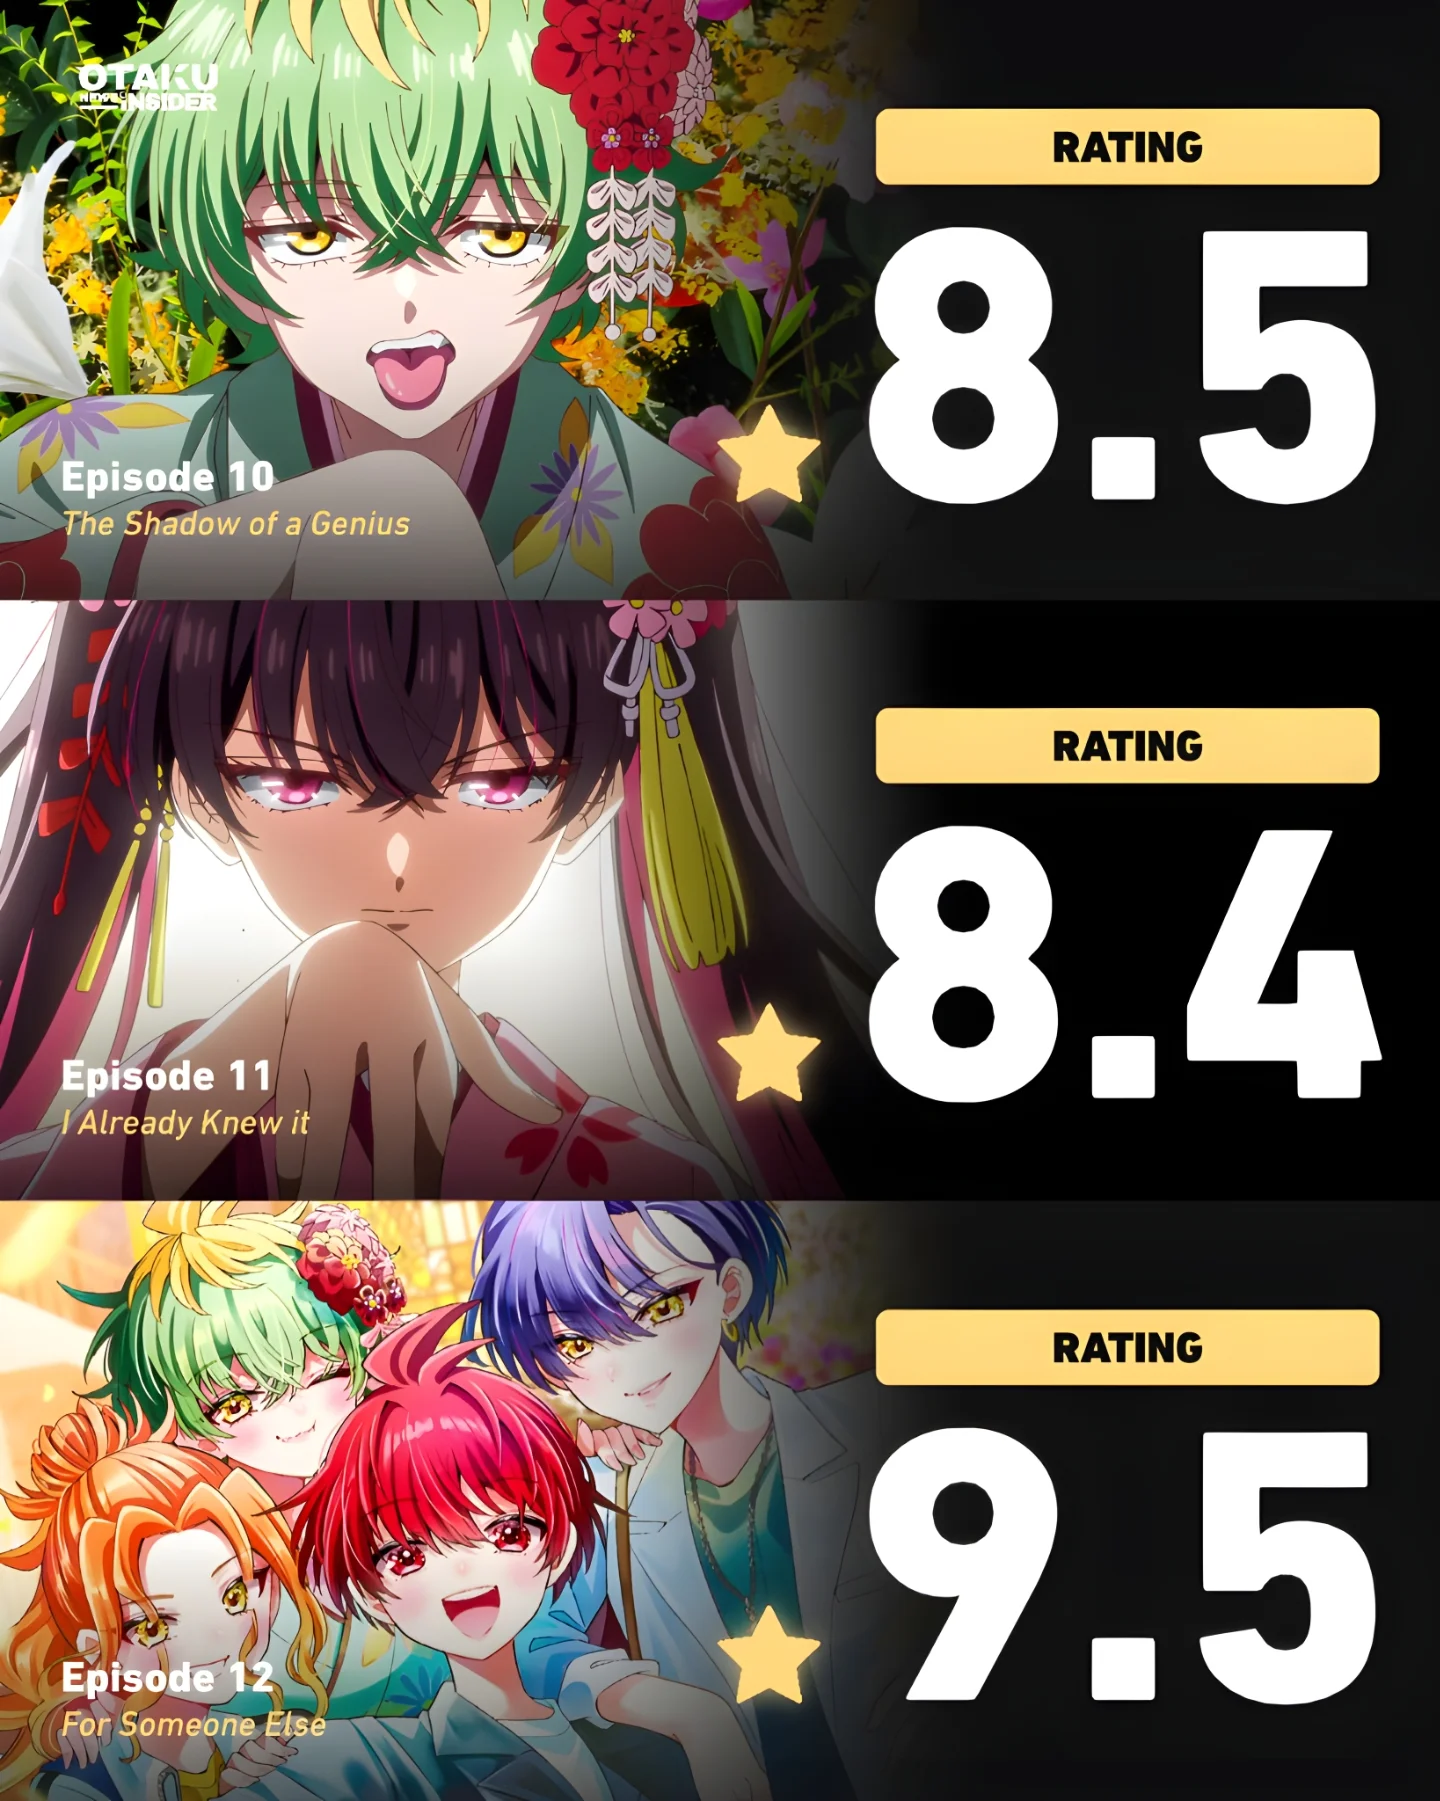 OTAKU
NEWS INSIDER
RATING
8.5
Episode 10
The Shadow of a Genius
RATING
8.4
Episode 11
I Already Knew it
RATING
9.5
Episode 12
For Someone Else